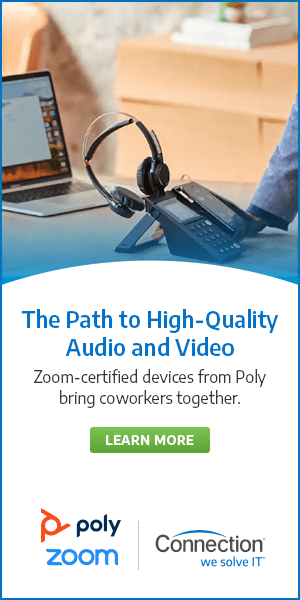 The Path to High-Quality
Audio and Video
Zoom-certified devices from Poly
bring coworkers together.
LEARN MORE
poly
zoom
Connection®
we solve IT™